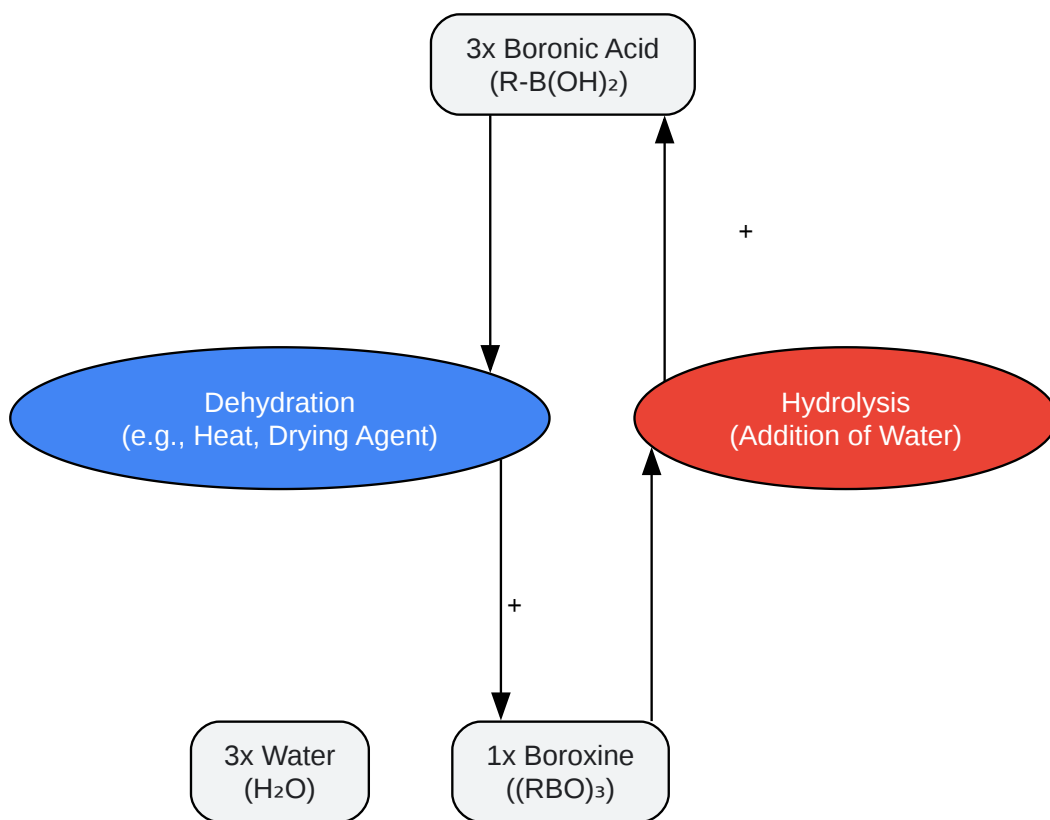 3x Boronic Acid
(R-B(OH)₂)
+
Dehydration
(e.g., Heat, Drying Agent)
Hydrolysis
(Addition of Water)
+
3x Water
(H₂O)
1x Boroxine
((RBO)₃)